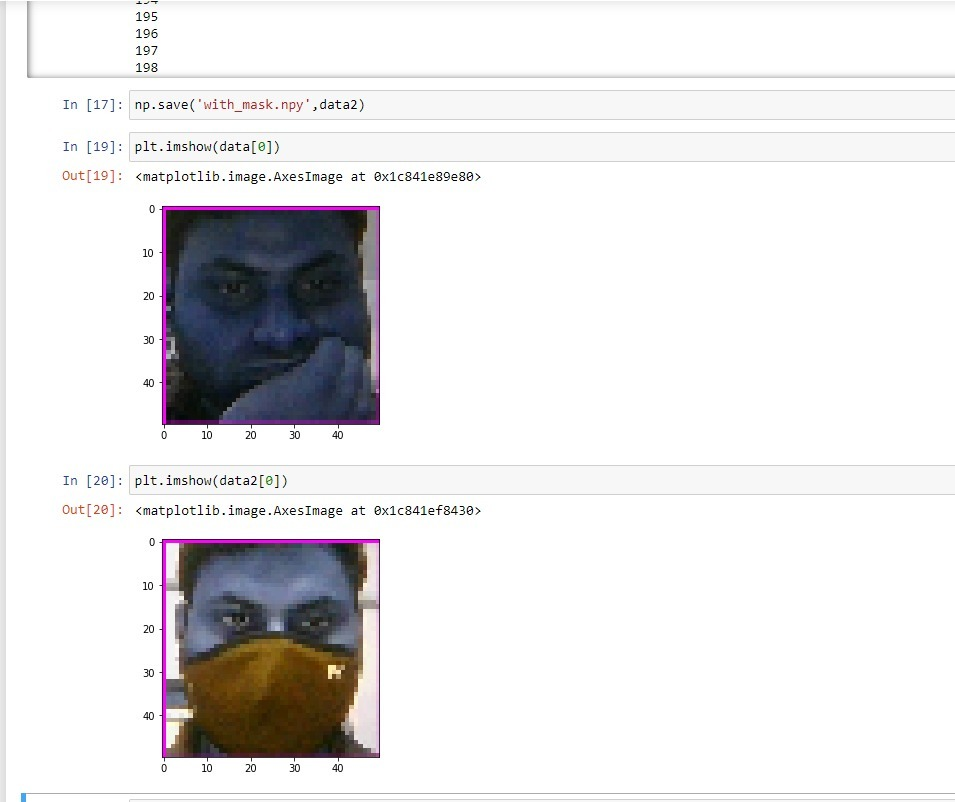 194
195
196
197
198
In [17]: np.save('with_mask.npy',data2)
In [19]: plt.imshow(data[0])
Out[19]: <matplotlib.image.AxesImage at 0x1c841e89e80>
0
10
20
30
40
0 10 20 30 40
In [20]: plt.imshow(data2[0])
Out[20]: <matplotlib.image.AxesImage at 0x1c841ef8430>
0
10
20
30
40
0 10 20 30 40